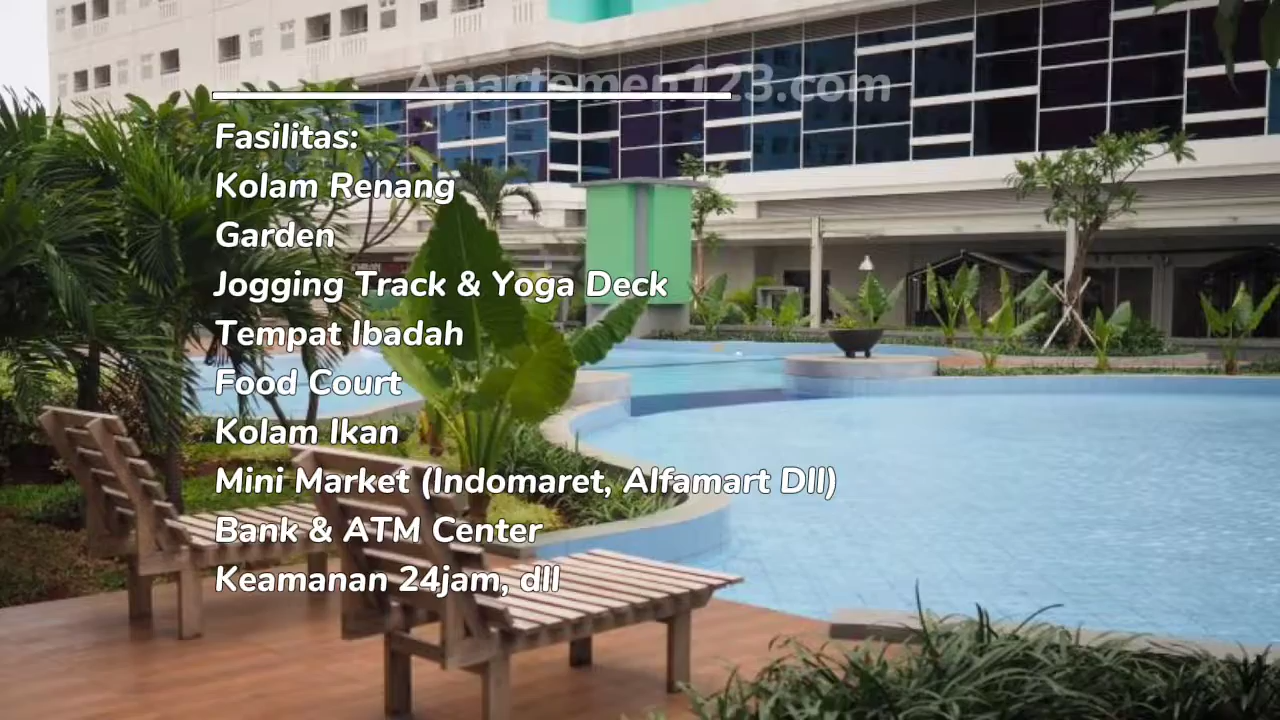 Apartemen123.com
Fasilitas:
Kolam Renang
Garden
Jogging Track & Yoga Deck
Tempat Ibadah
Food Court
Kolam Ikan
Mini Market (Indomaret, Alfamart Dll)
Bank & ATM Center
Keamanan 24jam, dll